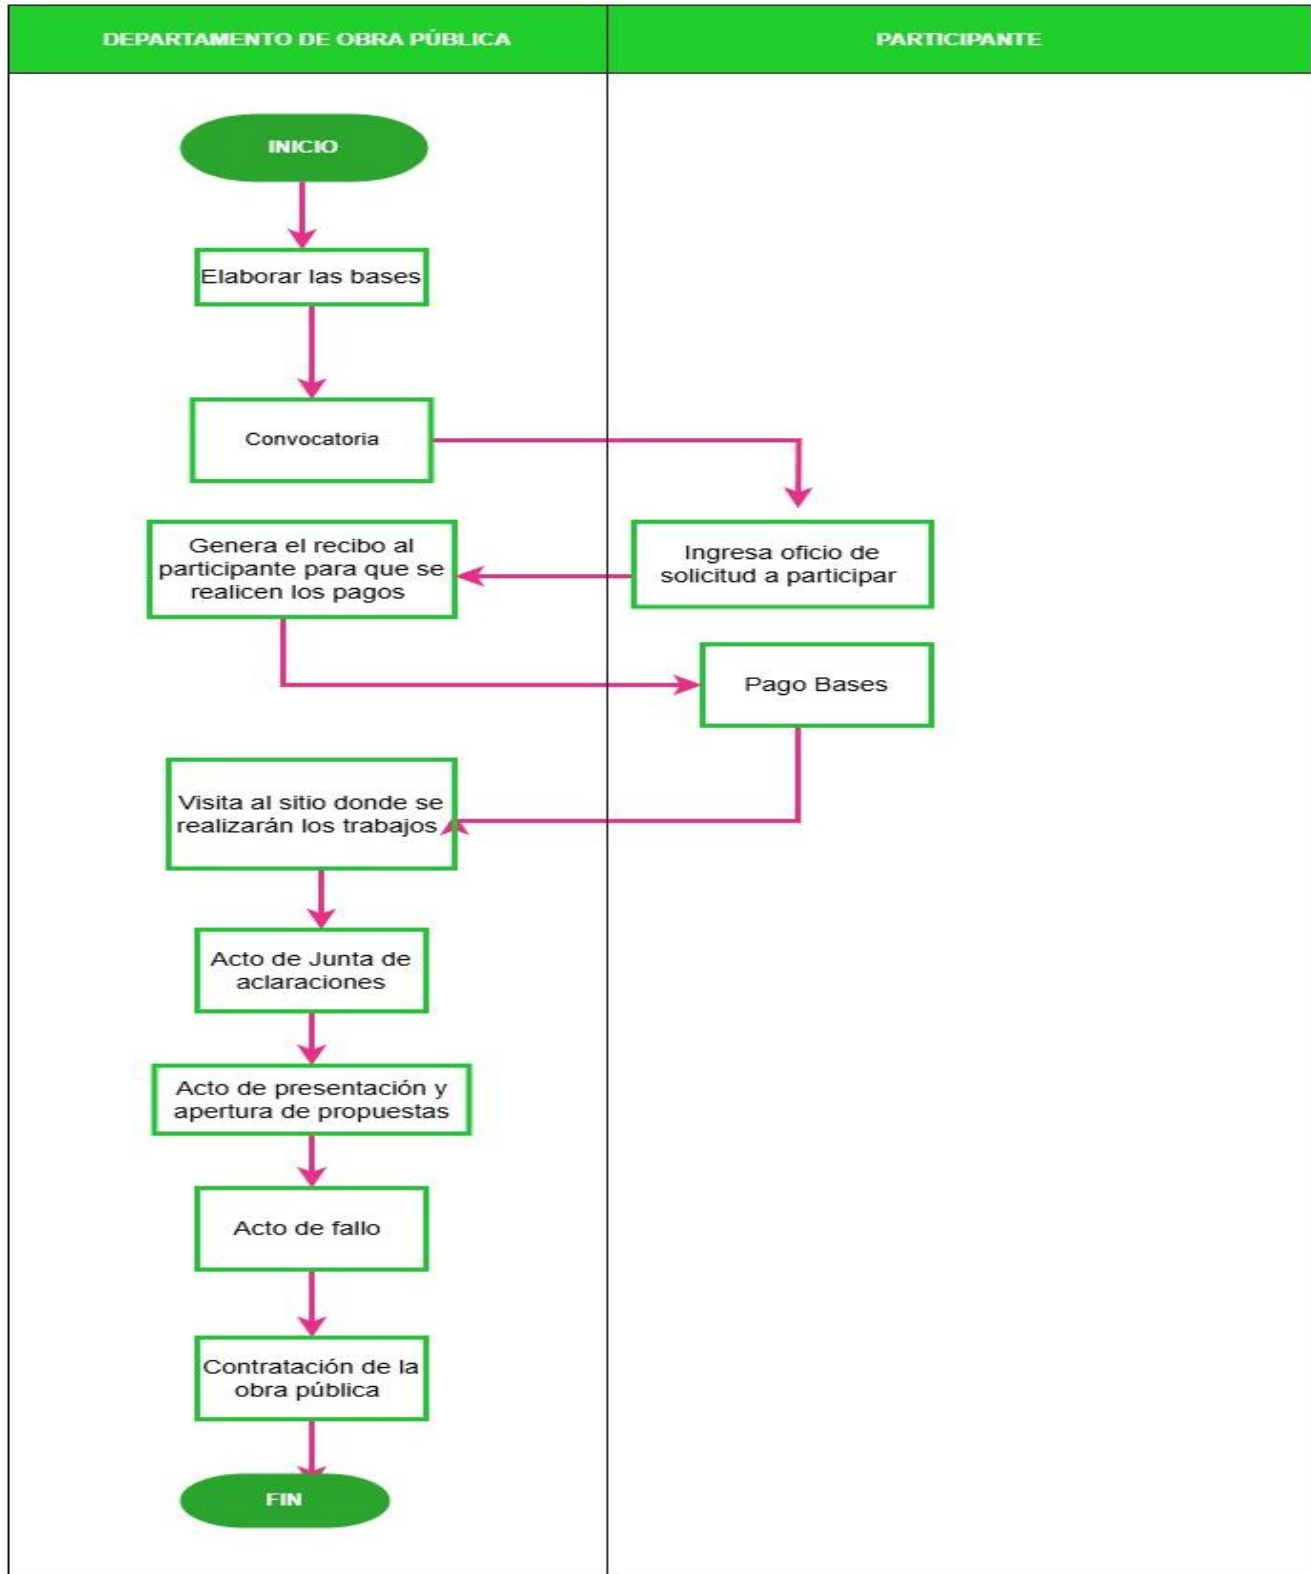 DEPARTAMENTO DE OBRA PÚBLICA
PARTICIPANTE
INICIO
Elaborar las bases
Convocatoria
Ingresa oficio de
solicitud a participar
Genera el recibo al
participante para que se
realicen los pagos
Pago Bases
Visita al sitio donde se
realizarán los trabajos
Acto de Junta de
aclaraciones
Acto de presentación y
apertura de propuestas
Acto de fallo
Contratación de la
obra pública
FIN